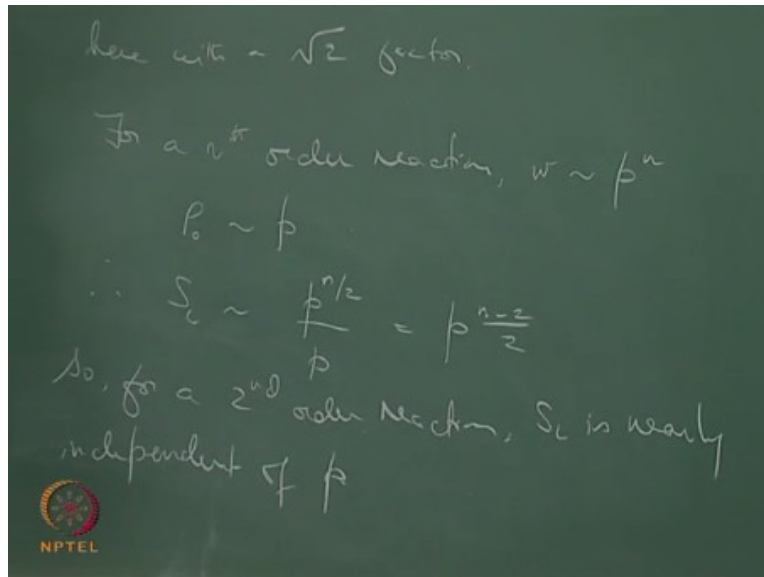 here with a √2 factor.
For a nth order reaction, w ~ pⁿ
ρ₀ ~ p
∴ S_L ~ p^(n/2) / p = p^((n-2)/2)
So, for a 2nd order reaction, S_L is nearly
independent of p
NPTEL